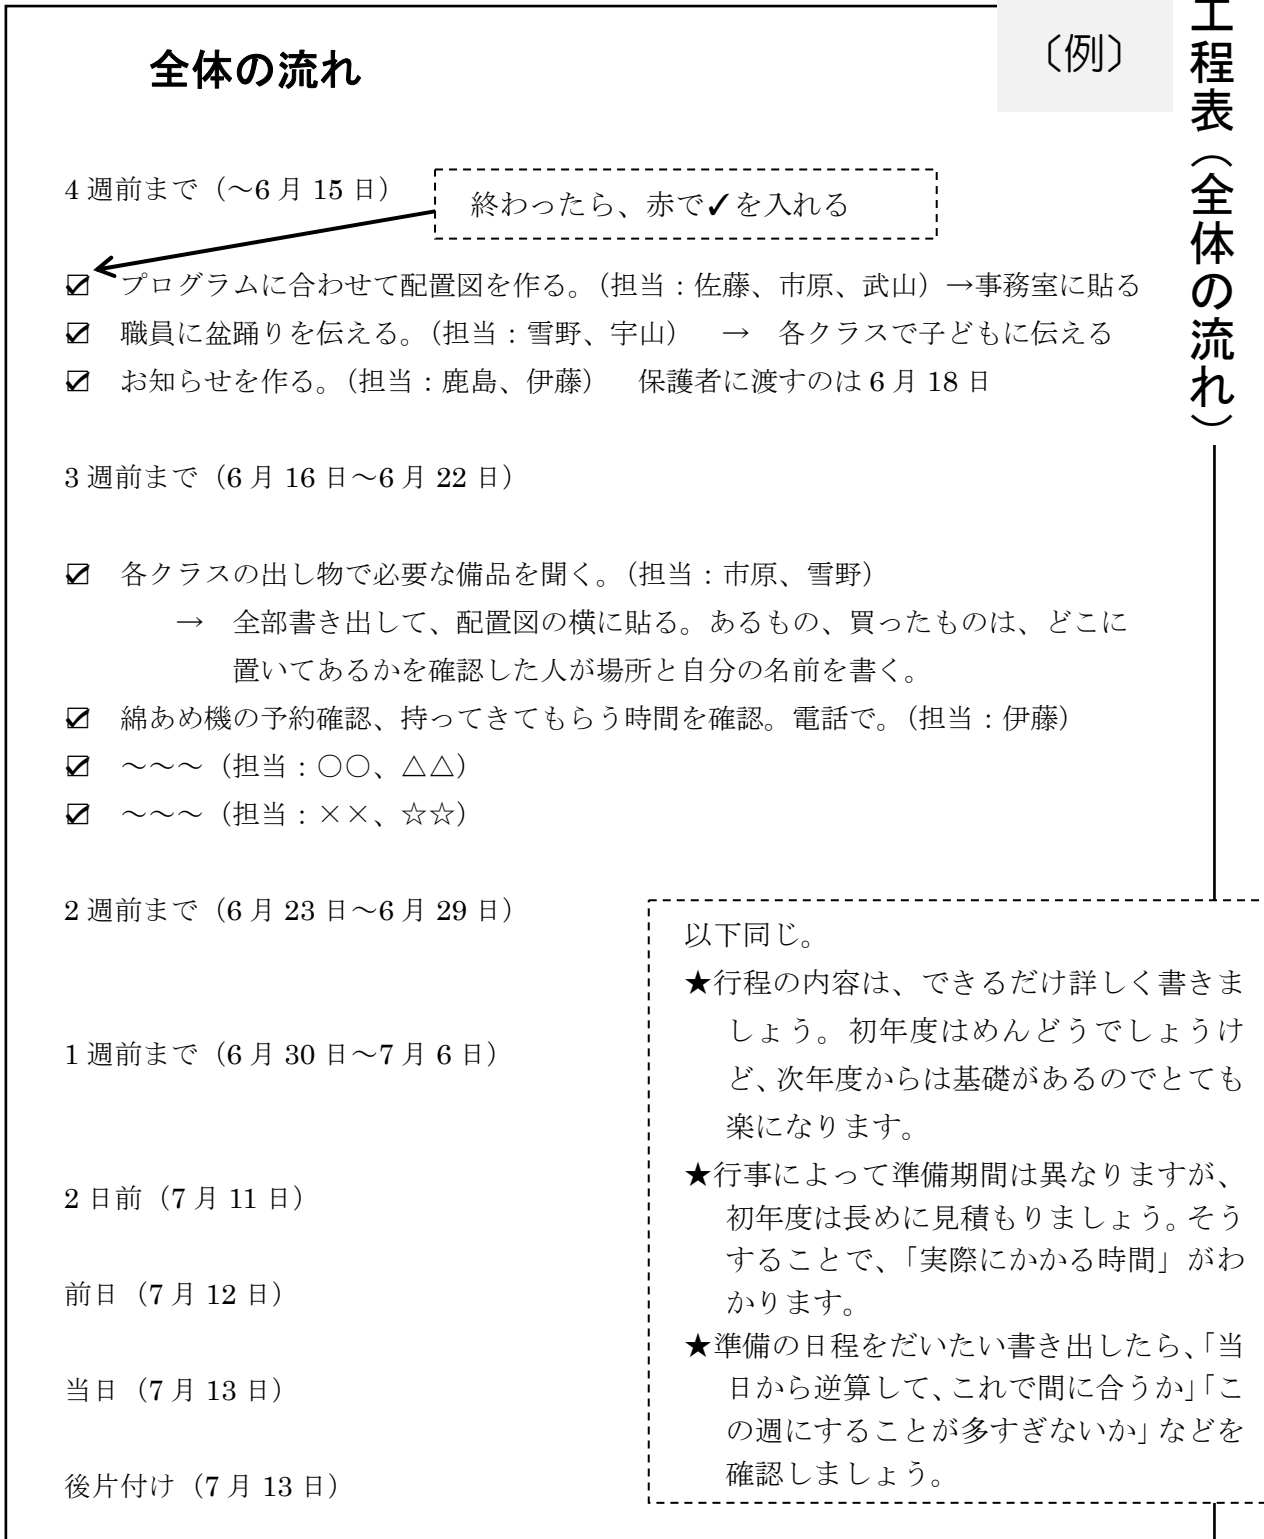 全体の流れ
〔例〕
工程表（全体の流れ）
4週前まで（～6月15日）
終わったら、赤で✓を入れる
☑ プログラムに合わせて配置図を作る。（担当：佐藤、市原、武山）→事務室に貼る
☑ 職員に盆踊りを伝える。（担当：雪野、宇山） → 各クラスで子どもに伝える
☑ お知らせを作る。（担当：鹿島、伊藤） 保護者に渡すのは6月18日
3週前まで（6月16日～6月22日）
☑ 各クラスの出し物で必要な備品を聞く。（担当：市原、雪野）
→ 全部書き出して、配置図の横に貼る。あるもの、買ったものは、どこに
置いてあるかを確認した人が場所と自分の名前を書く。
☑ 綿あめ機の予約確認、持ってきてもらう時間を確認。電話で。（担当：伊藤）
☑ ～～～（担当：○○、△△）
☑ ～～～（担当：××、☆☆）
2週前まで（6月23日～6月29日）
1週前まで（6月30日～7月6日）
2日前（7月11日）
前日（7月12日）
当日（7月13日）
後片付け（7月13日）
以下同じ。
★行程の内容は、できるだけ詳しく書きま
しょう。初年度はめんどうでしょうけ
ど、次年度からは基礎があるのでとても
楽になります。
★行事によって準備期間は異なりますが、
初年度は長めに見積もりましょう。そう
することで、「実際にかかる時間」がわ
かります。
★準備の日程をだいたい書き出したら、「当
日から逆算して、これで間に合うか」「こ
の週にすることが多すぎないか」などを
確認しましょう。